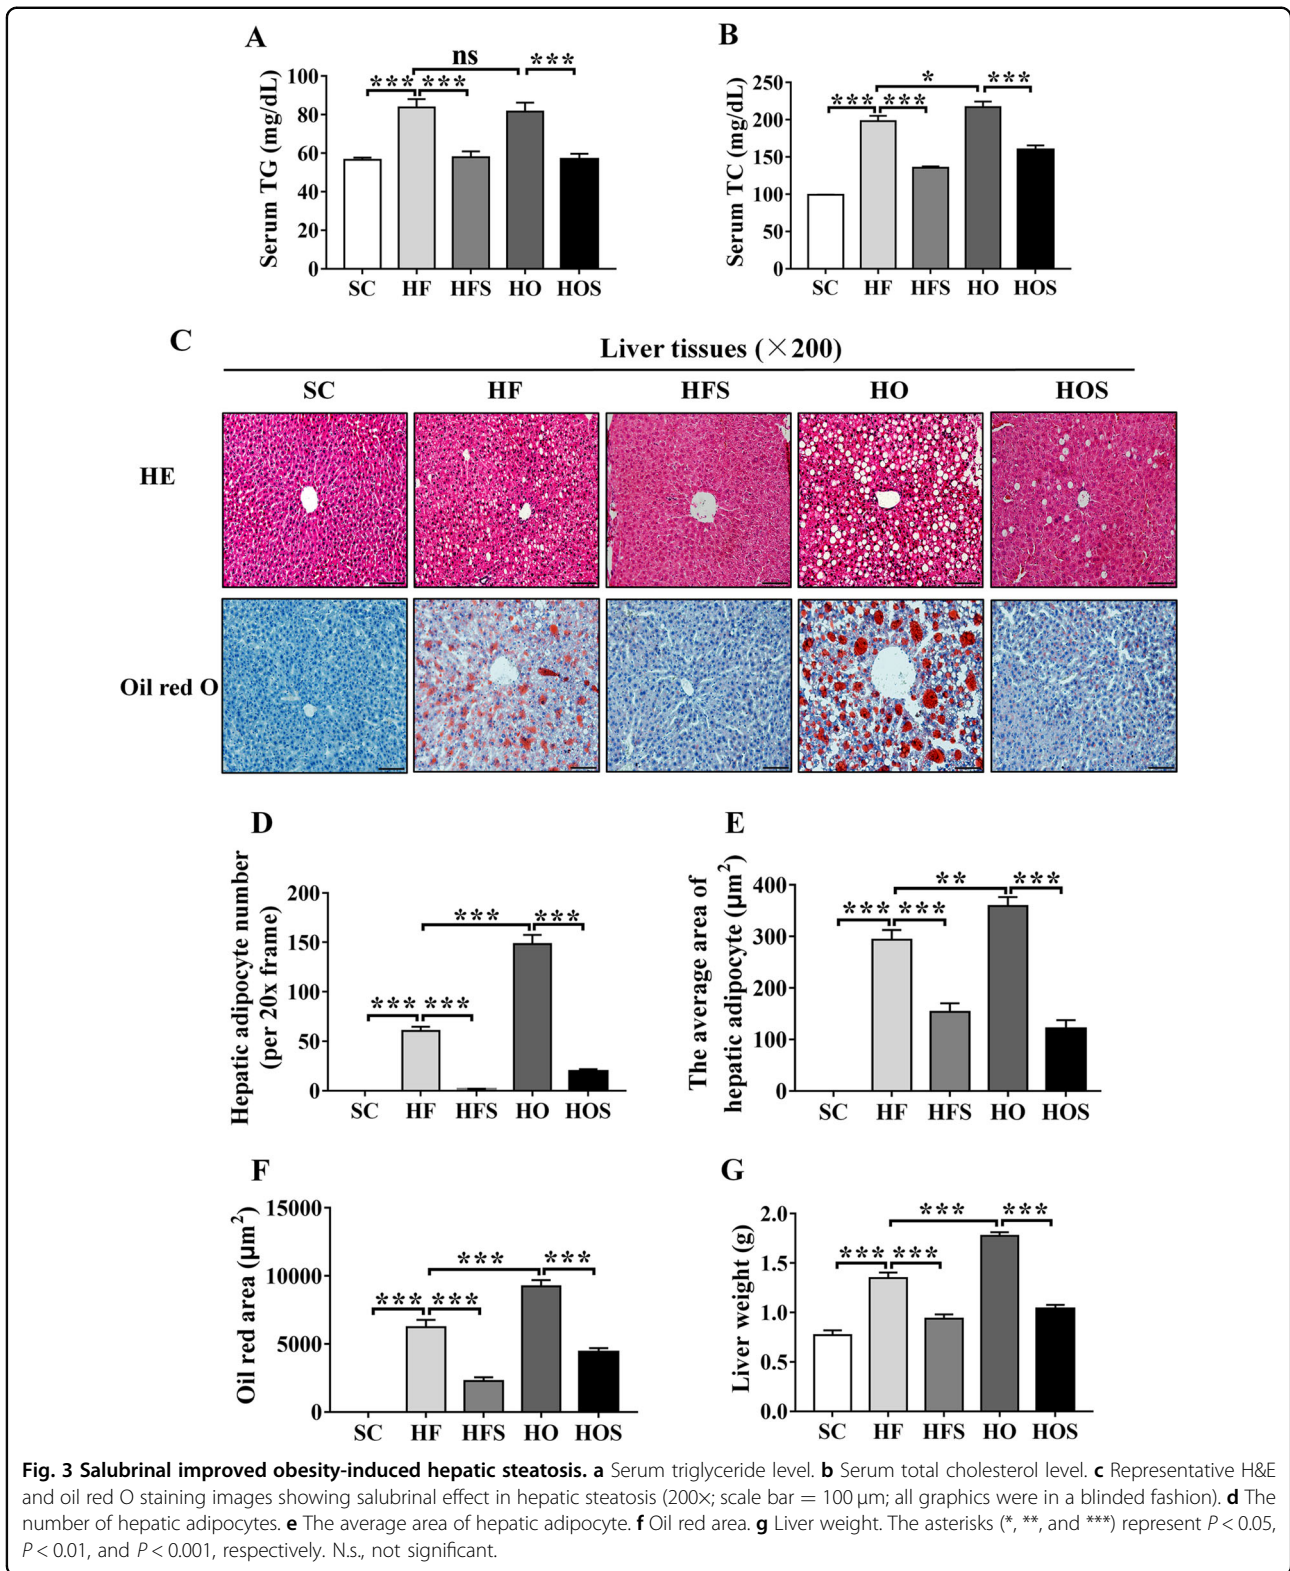 A
ns
*** *** ***
Serum TG (mg/dL)
100
80
60
40
20
0
SC HF HFS HO HOS
B
* ***
*** ***
Serum TC (mg/dL)
250
200
150
100
50
0
SC HF HFS HO HOS
C
Liver tissues (×200)
SC HF HFS HO HOS
HE
Oil red O
D
*** ***
*** ***
Hepatic adipocyte number
(per 20x frame)
200
150
100
50
0
SC HF HFS HO HOS
E
** ***
*** ***
The average area of
hepatic adipocyte (µm²)
400
300
200
100
0
SC HF HFS HO HOS
F
*** ***
*** ***
Oil red area (µm²)
15000
10000
5000
0
SC HF HFS HO HOS
G
*** ***
*** ***
Liver weight (g)
2.0
1.5
1.0
0.5
0.0
SC HF HFS HO HOS
Fig. 3 Salubrinal improved obesity-induced hepatic steatosis. a Serum triglyceride level. b Serum total cholesterol level. c Representative H&E
and oil red O staining images showing salubrinal effect in hepatic steatosis (200×; scale bar = 100 µm; all graphics were in a blinded fashion). d The
number of hepatic adipocytes. e The average area of hepatic adipocyte. f Oil red area. g Liver weight. The asterisks (*, **, and ***) represent P < 0.05,
P < 0.01, and P < 0.001, respectively. N.s., not significant.